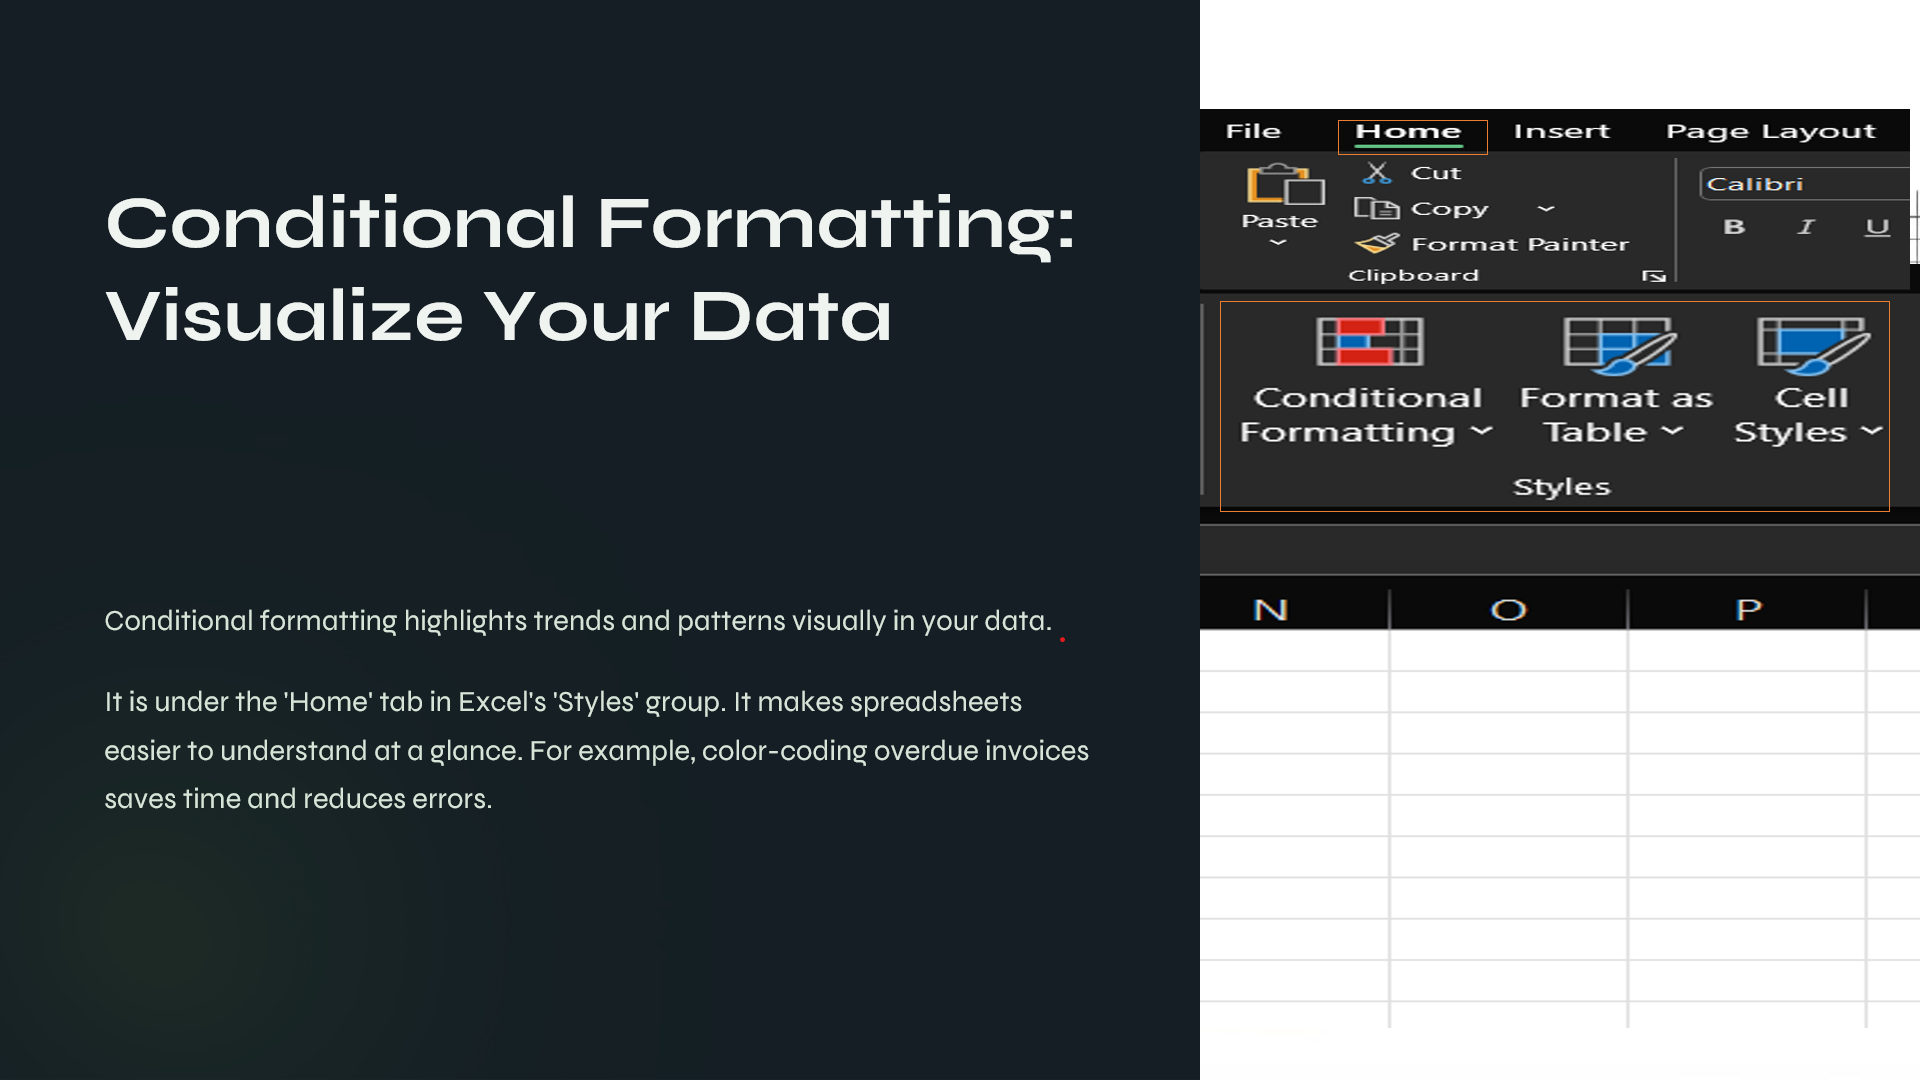 Conditional Formatting:
Visualize Your Data
Conditional formatting highlights trends and patterns visually in your data.
It is under the 'Home' tab in Excel's 'Styles' group. It makes spreadsheets
easier to understand at a glance. For example, color-coding overdue invoices
saves time and reduces errors.
File Home Insert Page Layout
Paste
Cut
Copy
Format Painter
Clipboard
Calibri
B I U
Conditional
Formatting
Format as
Table
Cell
Styles
Styles
N O P